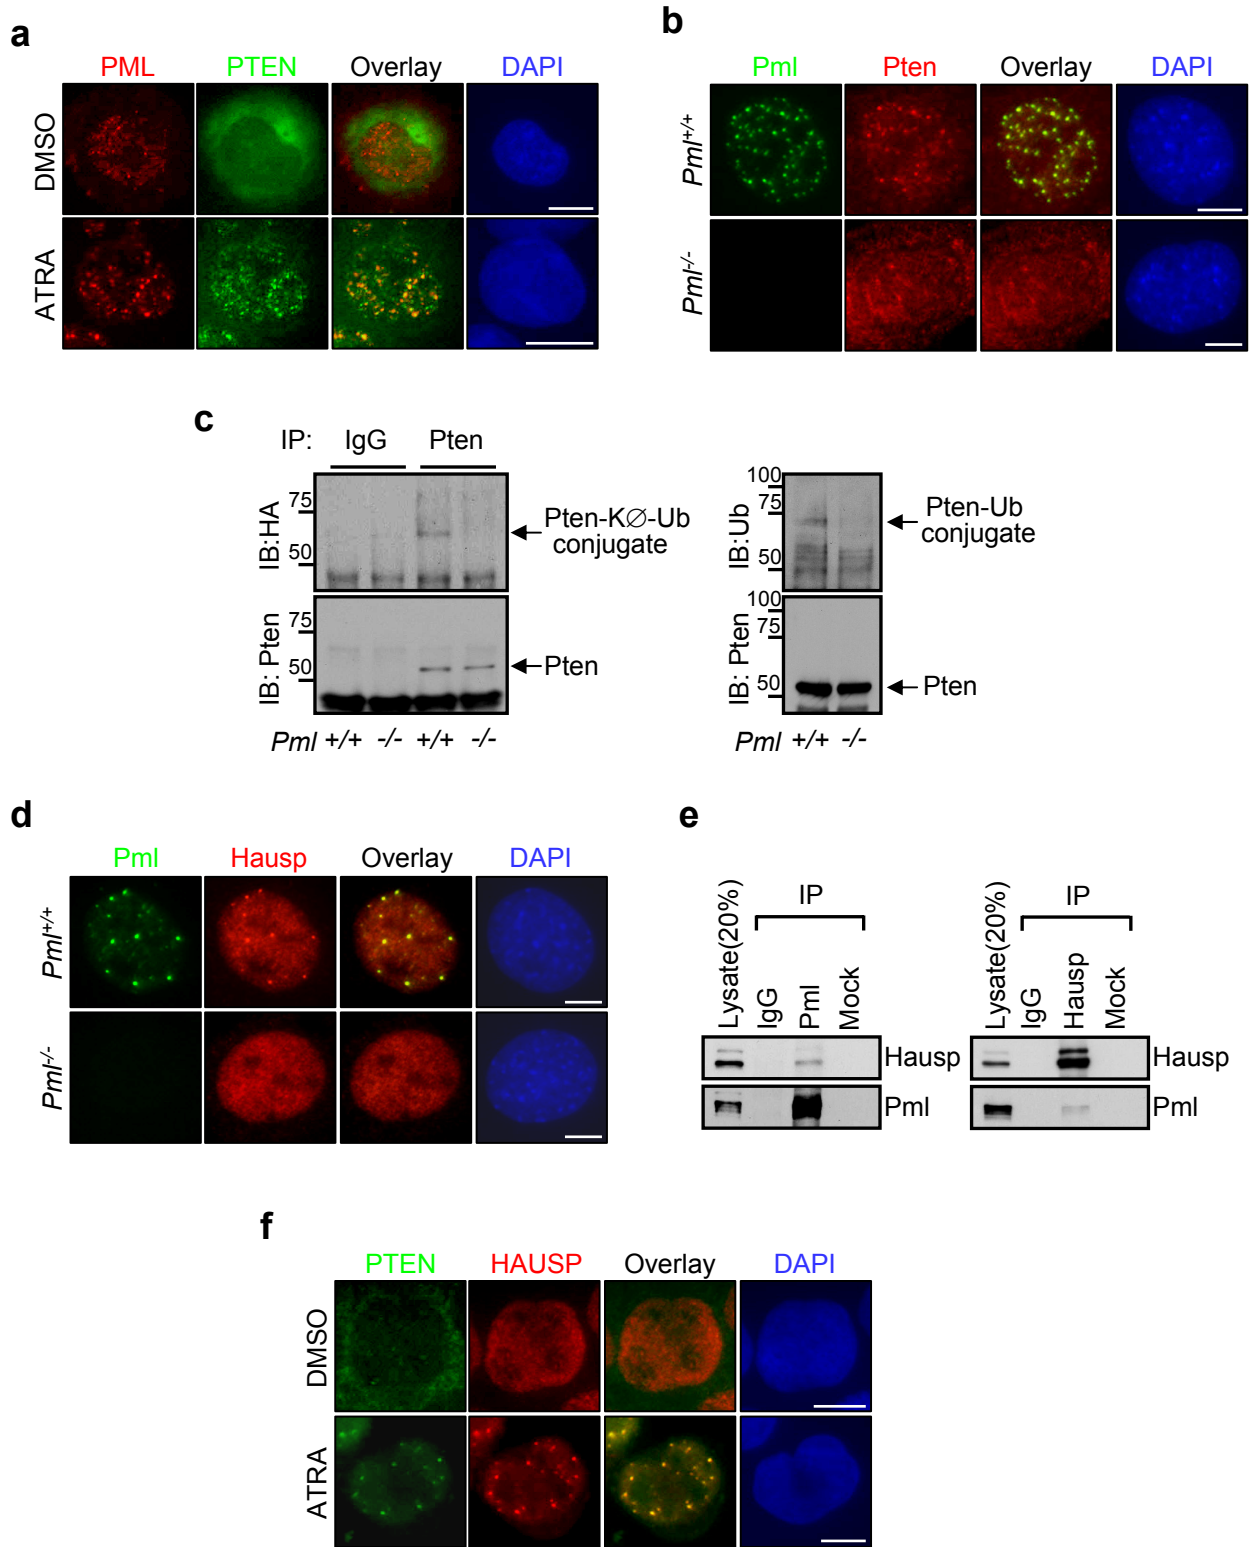 a
PML PTEN Overlay DAPI
DMSO
ATRA
b
Pml Pten Overlay DAPI
Pml+/+
Pml-/-
c
IP: IgG Pten
IB:HA
75
50
Pten-KØ-Ub
conjugate
IB: Pten
75
50
Pten
Pml +/+ -/- +/+ -/-
IB:Ub
100
75
50
Pten-Ub
conjugate
IB: Pten
100
75
50
Pten
Pml +/+ -/-
d
Pml Hausp Overlay DAPI
Pml+/+
Pml-/-
e
IP
Lysate(20%) IgG Pml Mock
Hausp
Pml
IP
Lysate(20%) IgG Hausp Mock
Hausp
Pml
f
PTEN HAUSP Overlay DAPI
DMSO
ATRA